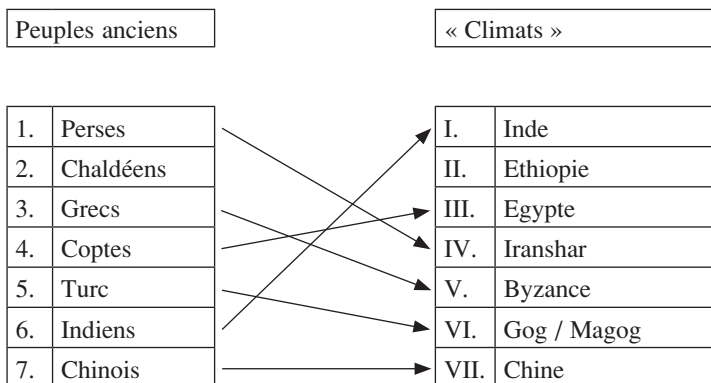 Peuples anciens « Climats »
1. Perses I. Inde
2. Chaldéens II. Ethiopie
3. Grecs III. Egypte
4. Coptes IV. Iranshar
5. Turc V. Byzance
6. Indiens VI. Gog / Magog
7. Chinois VII. Chine